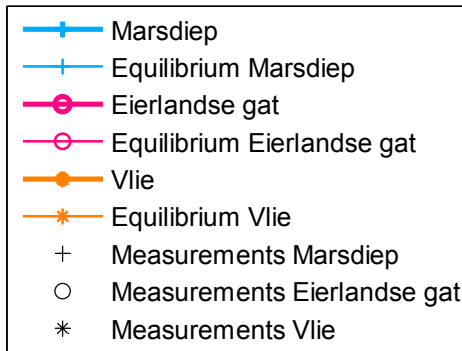 Marsdiep
Equilibrium Marsdiep
Eierlandse gat
Equilibrium Eierlandse gat
Vlie
Equilibrium Vlie
Measurements Marsdiep
Measurements Eierlandse gat
Measurements Vlie